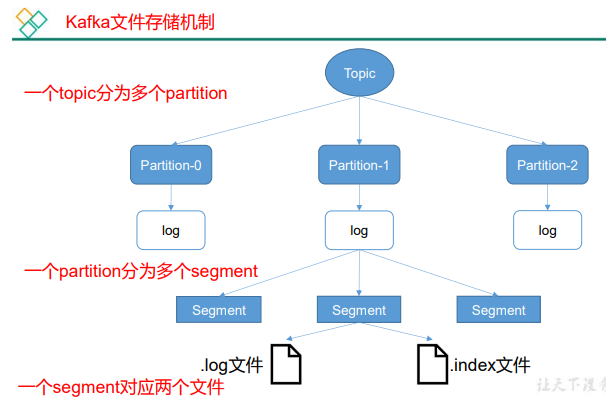 Kafka文件存储机制
Topic
一个topic分为多个partition
Partition-0 Partition-1 Partition-2
log log log
一个partition分为多个segment
Segment Segment Segment
.log文件 .index文件
一个segment对应两个文件
让天下没